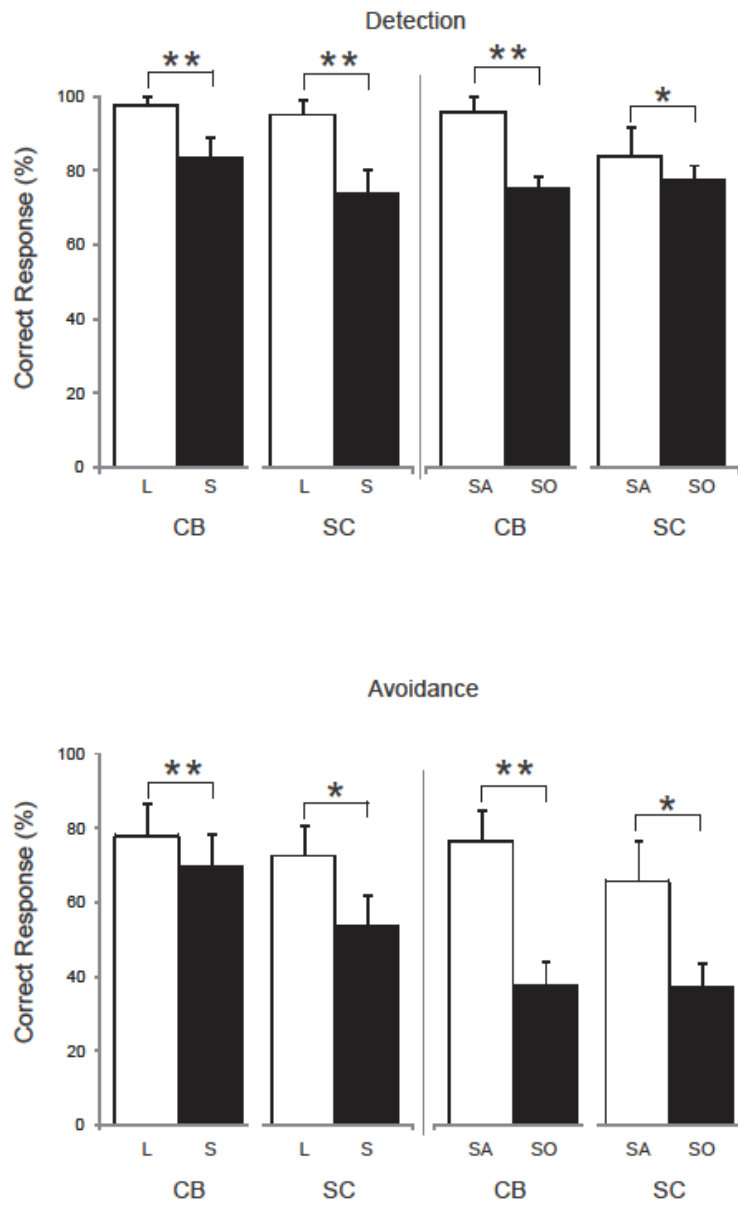 Detection
** ** ** *
Correct Response (%)
100
80
60
40
20
0
L S L S SA SO SA SO
CB SC CB SC
Avoidance
** * ** *
Correct Response (%)
100
80
60
40
20
0
L S L S SA SO SA SO
CB SC CB SC